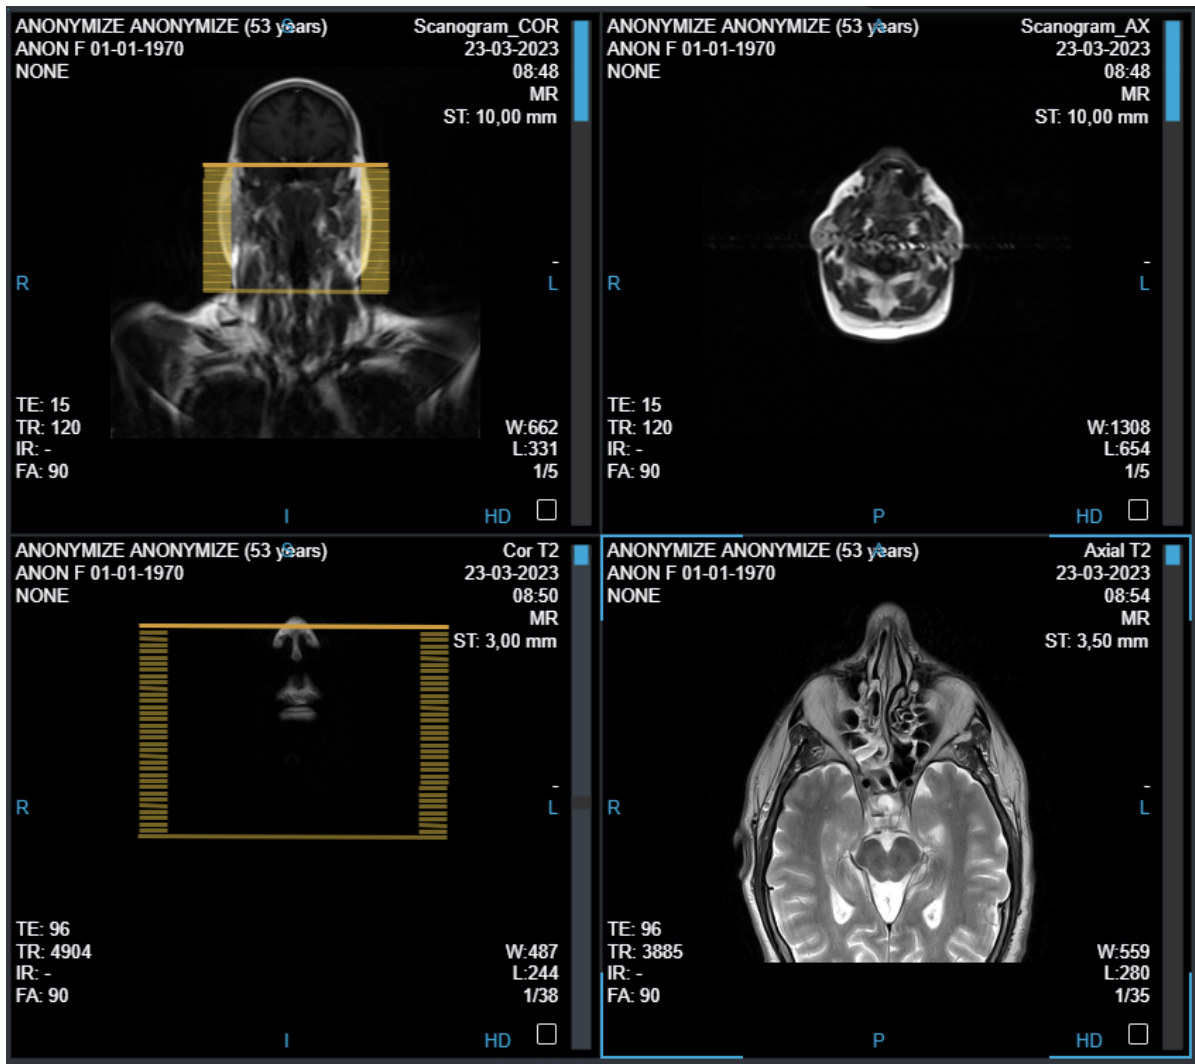 ANONYMIZE ANONYMIZE (53 years)
S
Scanogram_COR
ANON F 01-01-1970
23-03-2023
NONE
08:48
MR
ST: 10,00 mm
R
-
L
TE: 15
TR: 120
W:662
IR: -
L:331
FA: 90
1/5
I
HD
ANONYMIZE ANONYMIZE (53 years)
A
Scanogram_AX
ANON F 01-01-1970
23-03-2023
NONE
08:48
MR
ST: 10,00 mm
R
-
L
TE: 15
TR: 120
W:1308
IR: -
L:654
FA: 90
1/5
P
HD
ANONYMIZE ANONYMIZE (53 years)
S
Cor T2
ANON F 01-01-1970
23-03-2023
NONE
08:50
MR
ST: 3,00 mm
R
-
L
TE: 96
TR: 4904
W:487
IR: -
L:244
FA: 90
1/38
I
HD
ANONYMIZE ANONYMIZE (53 years)
A
Axial T2
ANON F 01-01-1970
23-03-2023
NONE
08:54
MR
ST: 3,50 mm
R
-
L
TE: 96
TR: 3885
W:559
IR: -
L:280
FA: 90
1/35
P
HD